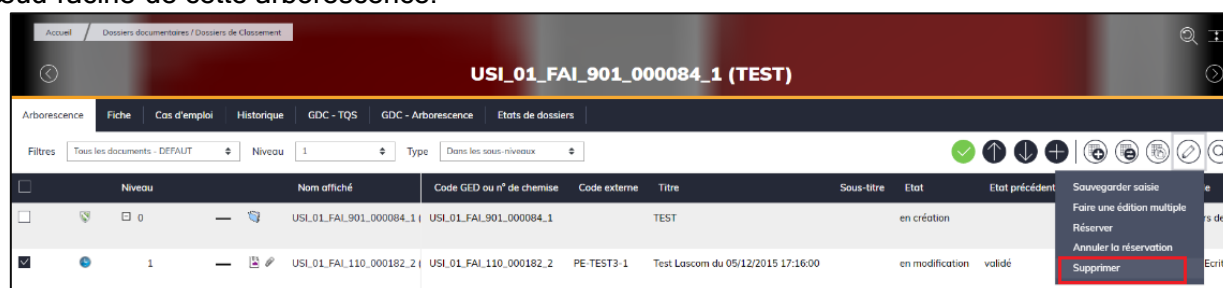 racine de cette arborescence.
Accueil / Dossiers documentaires / Dossiers de Classement
USI_01_FAI_901_000084_1 (TEST)
Arborescence Fiche Cas d'emploi Historique GDC - TQS GDC - Arborescence Etats de dossiers
Filtres Tous les documents - DEFAUT Niveau 1 Type Dans les sous-niveaux
Niveau Nom affiché Code GED ou n° de chemise Code externe Titre Sous-titre Etat Etat précédent
Sauvegarder saisie
Faire une édition multiple
Réserver
Annuler la réservation
Supprimer
0 USI_01_FAI_901_000084_1 ( USI_01_FAI_901_000084_1 TEST en création
1 USI_01_FAI_110_000182_2 ( USI_01_FAI_110_000182_2 PE-TEST3-1 Test Lascom du 05/12/2015 17:16:00 en modification validé